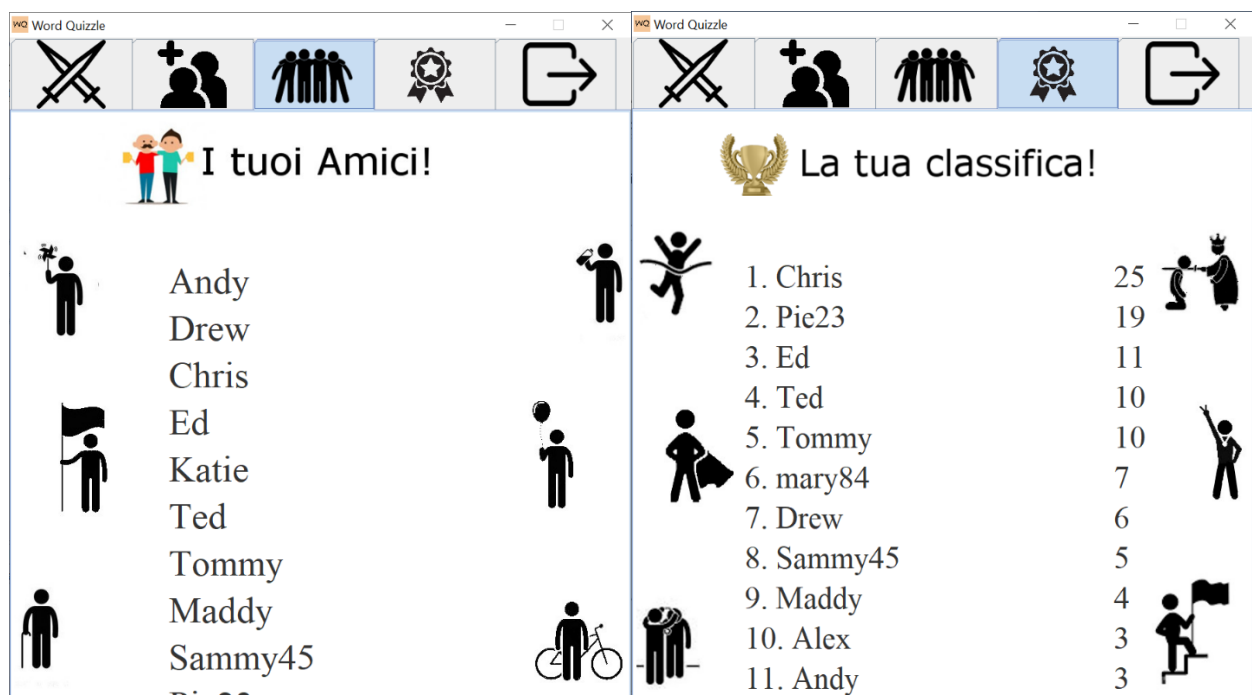 WQ Word Quizzle
I tuoi Amici!
Andy
Drew
Chris
Ed
Katie
Ted
Tommy
Maddy
Sammy45
WQ Word Quizzle
La tua classifica!
1. Chris 25
2. Pie23 19
3. Ed 11
4. Ted 10
5. Tommy 10
6. mary84 7
7. Drew 6
8. Sammy45 5
9. Maddy 4
10. Alex 3
11. Andy 3